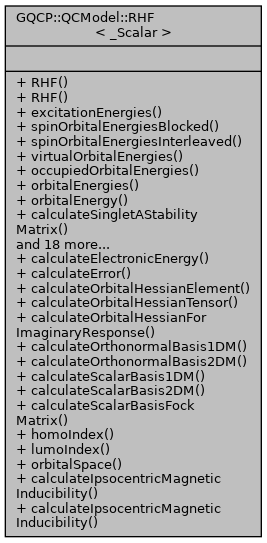 GQCP::QCModel::RHF
< _Scalar >
+ RHF()
+ RHF()
+ excitationEnergies()
+ spinOrbitalEnergiesBlocked()
+ spinOrbitalEnergiesInterleaved()
+ virtualOrbitalEnergies()
+ occupiedOrbitalEnergies()
+ orbitalEnergies()
+ orbitalEnergy()
+ calculateSingletAStability
Matrix()
and 18 more...
+ calculateElectronicEnergy()
+ calculateError()
+ calculateOrbitalHessianElement()
+ calculateOrbitalHessianTensor()
+ calculateOrbitalHessianFor
ImaginaryResponse()
+ calculateOrthonormalBasis1DM()
+ calculateOrthonormalBasis2DM()
+ calculateScalarBasis1DM()
+ calculateScalarBasis2DM()
+ calculateScalarBasisFock
Matrix()
+ homoIndex()
+ lumoIndex()
+ orbitalSpace()
+ calculateIpsocentricMagnetic
Inducibility()
+ calculateIpsocentricMagnetic
Inducibility()